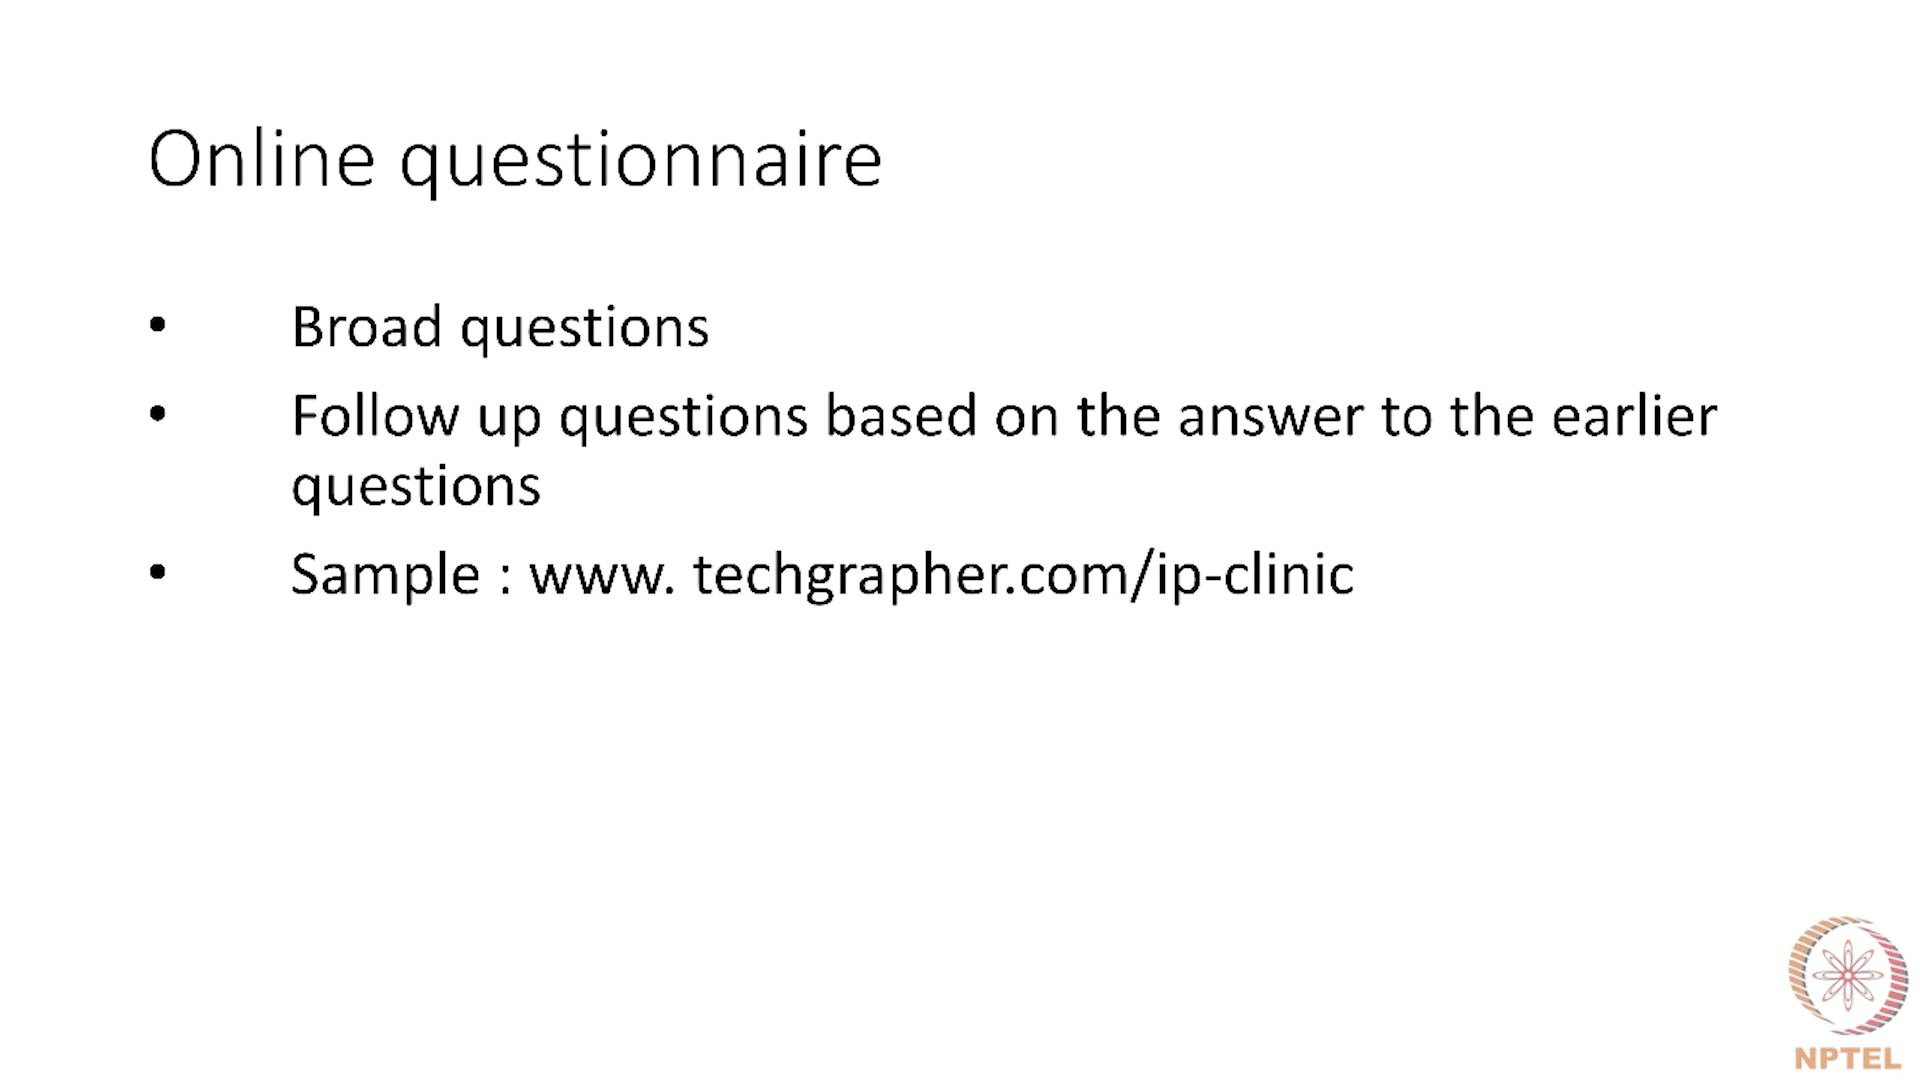 Online questionnaire
• Broad questions
• Follow up questions based on the answer to the earlier
questions
• Sample : www. techgrapher.com/ip-clinic
NPTEL